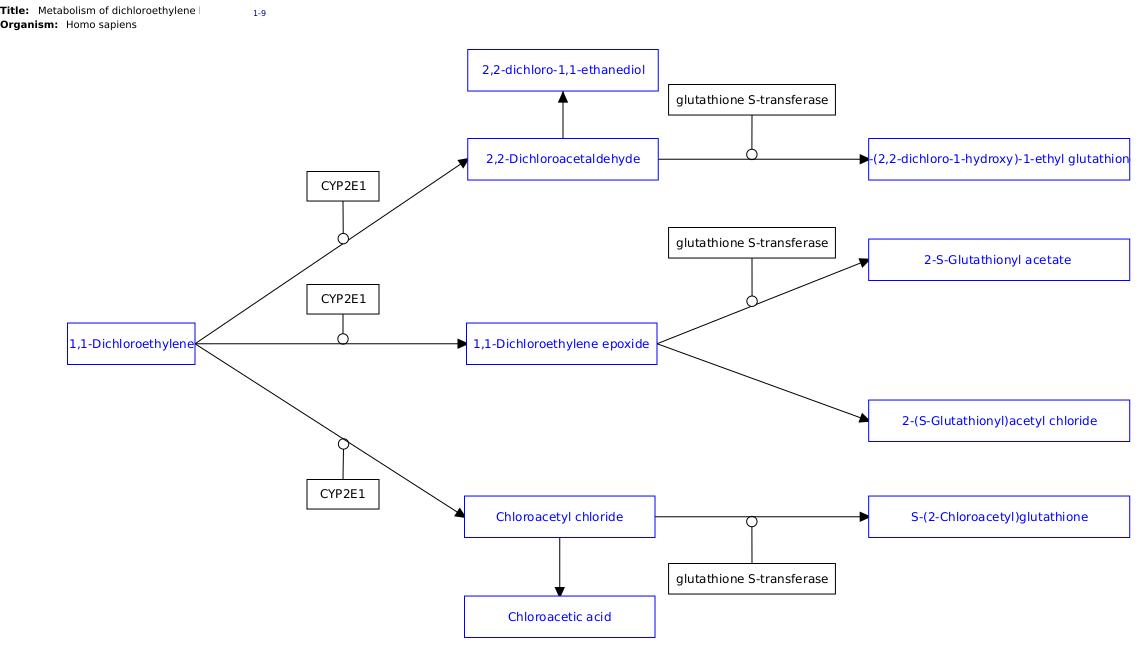 Title: Metabolism of dichloroethylene
1-9
Organism: Homo sapiens
2,2-dichloro-1,1-ethanediol
glutathione S-transferase
2,2-Dichloroacetaldehyde
-(2,2-dichloro-1-hydroxy)-1-ethyl glutathion
CYP2E1
glutathione S-transferase
2-S-Glutathionyl acetate
CYP2E1
1,1-Dichloroethylene
1,1-Dichloroethylene epoxide
2-(S-Glutathionyl)acetyl chloride
CYP2E1
Chloroacetyl chloride
S-(2-Chloroacetyl)glutathione
glutathione S-transferase
Chloroacetic acid